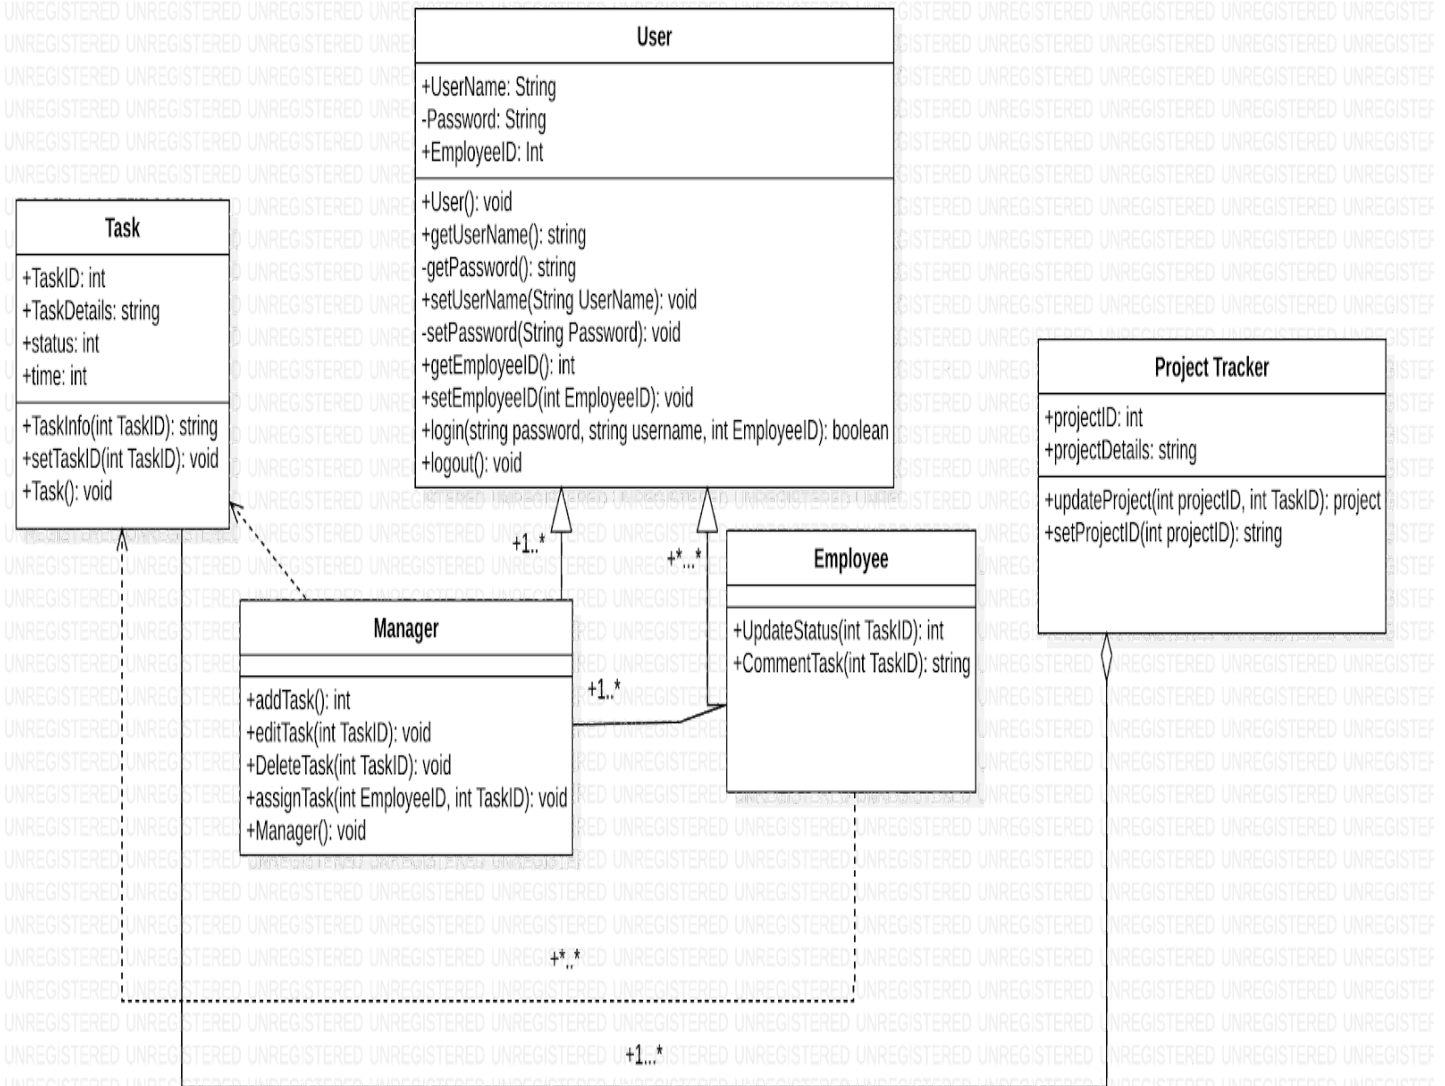 User
+UserName: String
-Password: String
+EmployeeID: Int
+User(): void
+getUserName(): string
-getPassword(): string
+setUserName(String UserName): void
-setPassword(String Password): void
+getEmployeeID(): int
+setEmployeeID(int EmployeeID): void
+login(string password, string username, int EmployeeID): boolean
+logout(): void
Task
+TaskID: int
+TaskDetails: string
+status: int
+time: int
+TaskInfo(int TaskID): string
+setTaskID(int TaskID): void
+Task(): void
Project Tracker
+projectID: int
+projectDetails: string
+updateProject(int projectID, int TaskID): project
+setProjectID(int projectID): string
+1..*
+*...*
Employee
+UpdateStatus(int TaskID): int
+CommentTask(int TaskID): string
Manager
+addTask(): int
+editTask(int TaskID): void
+DeleteTask(int TaskID): void
+assignTask(int EmployeeID, int TaskID): void
+Manager(): void
+1..*
+*..*
+1...*
UNREGISTERED